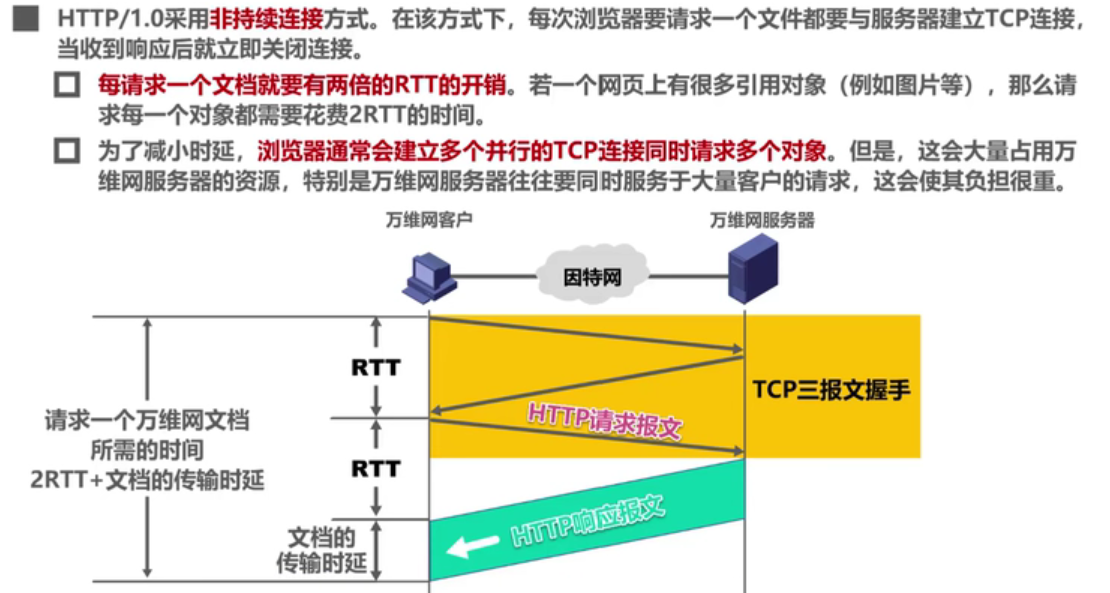 HTTP/1.0采用非持续连接方式。在该方式下，每次浏览器要请求一个文件都要与服务器建立TCP连接，
当收到响应后就立即关闭连接。
每请求一个文档就要有两倍的RTT的开销。若一个网页上有很多引用对象（例如图片等），那么请
求每一个对象都需要花费2RTT的时间。
为了减小时延，浏览器通常会建立多个并行的TCP连接同时请求多个对象。但是，这会大量占用万
维网服务器的资源，特别是万维网服务器往往要同时服务于大量客户的请求，这会使其负担很重。
万维网客户
万维网服务器
因特网
RTT
TCP三报文握手
HTTP请求报文
请求一个万维网文档
所需的时间
2RTT+文档的传输时延
RTT
HTTP响应报文
文档的
传输时延